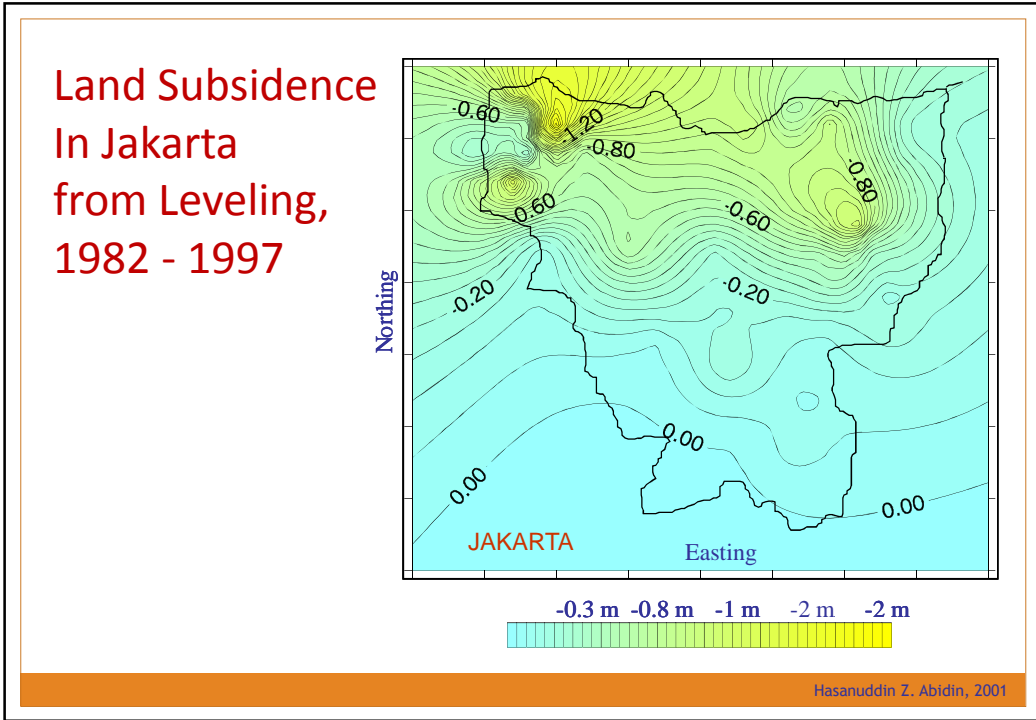 Land Subsidence
In Jakarta
from Leveling,
1982 - 1997
Northing
-0.60
-1.20
-0.80
-0.80
-0.60
-0.60
-0.20
-0.20
0.00
0.00
0.00
JAKARTA
Easting
-0.3 m -0.8 m -1 m -2 m -2 m
Hasanuddin Z. Abidin, 2001